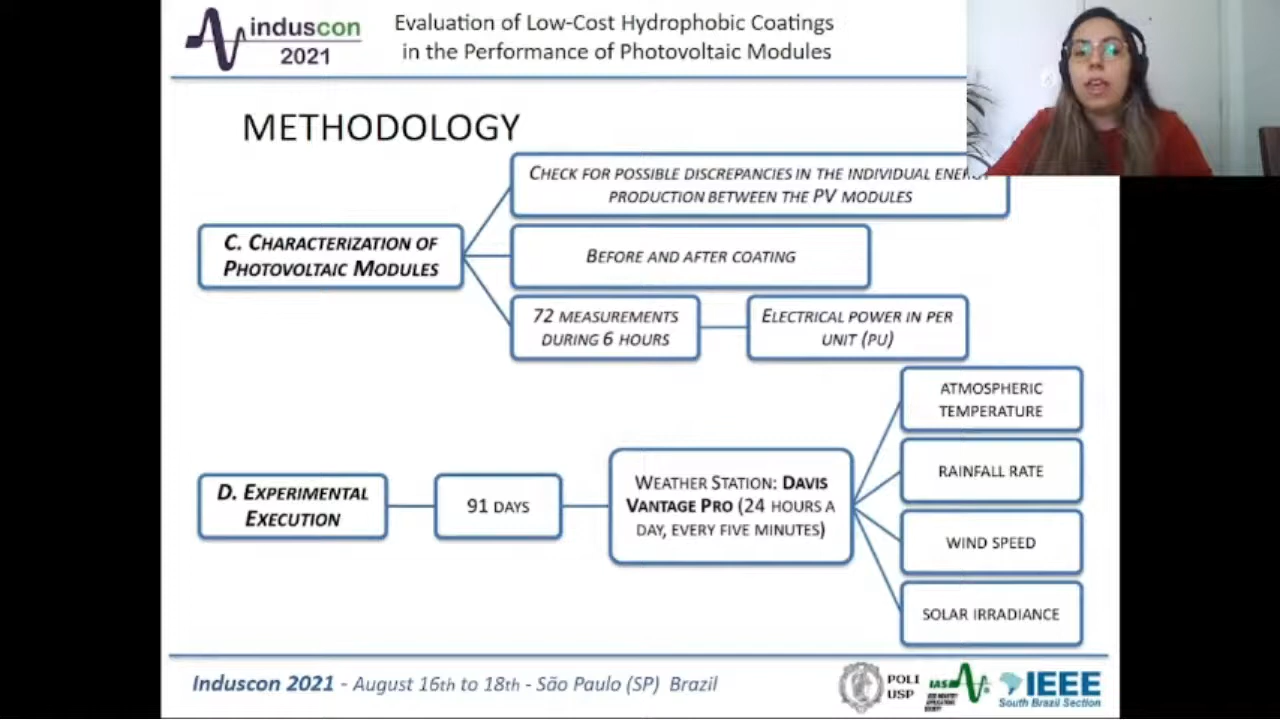 induscon
2021
Evaluation of Low-Cost Hydrophobic Coatings
in the Performance of Photovoltaic Modules
METHODOLOGY
C. CHARACTERIZATION OF
PHOTOVOLTAIC MODULES
CHECK FOR POSSIBLE DISCREPANCIES IN THE INDIVIDUAL
PRODUCTION BETWEEN THE PV MODULES
BEFORE AND AFTER COATING
72 MEASUREMENTS
DURING 6 HOURS
ELECTRICAL POWER IN PER
UNIT (PU)
D. EXPERIMENTAL
EXECUTION
91 DAYS
WEATHER STATION: DAVIS
VANTAGE PRO (24 HOURS A
DAY, EVERY FIVE MINUTES)
ATMOSPHERIC
TEMPERATURE
RAINFALL RATE
WIND SPEED
SOLAR IRRADIANCE
Induscon 2021 - August 16th to 18th - São Paulo (SP) Brazil
POLI
USP
IAS
IEEE
South Brazil Section